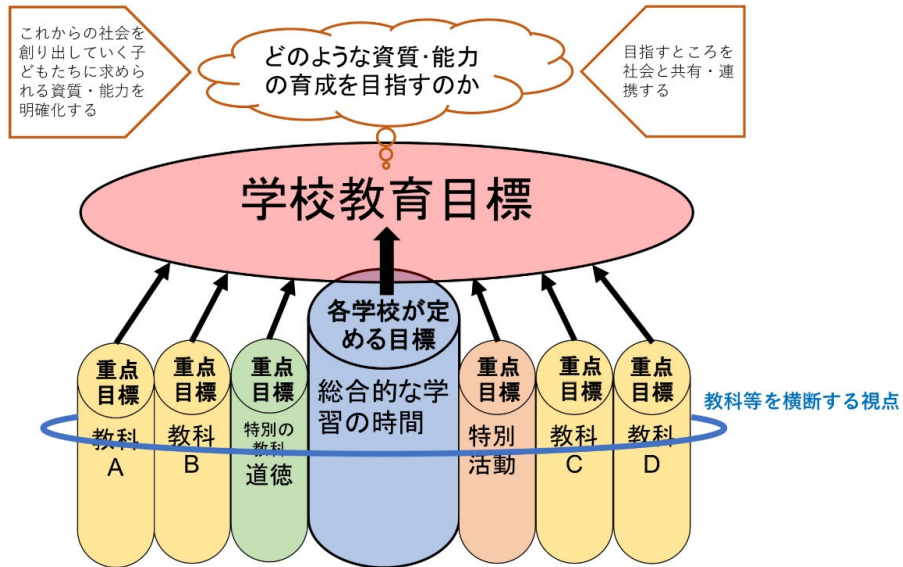 これからの社会を
創り出していく子
どもたちに求めら
れる資質・能力を
明確化する
どのような資質・能力
の育成を目指すのか
目指すところを
社会と共有・連
携する
学校教育目標
各学校が定
める目標
総合的な学
習の時間
重点
目標
教科
A
重点
目標
教科
B
重点
目標
特別の
教科
道徳
重点
目標
特別
活動
重点
目標
教科
C
重点
目標
教科
D
教科等を横断する視点